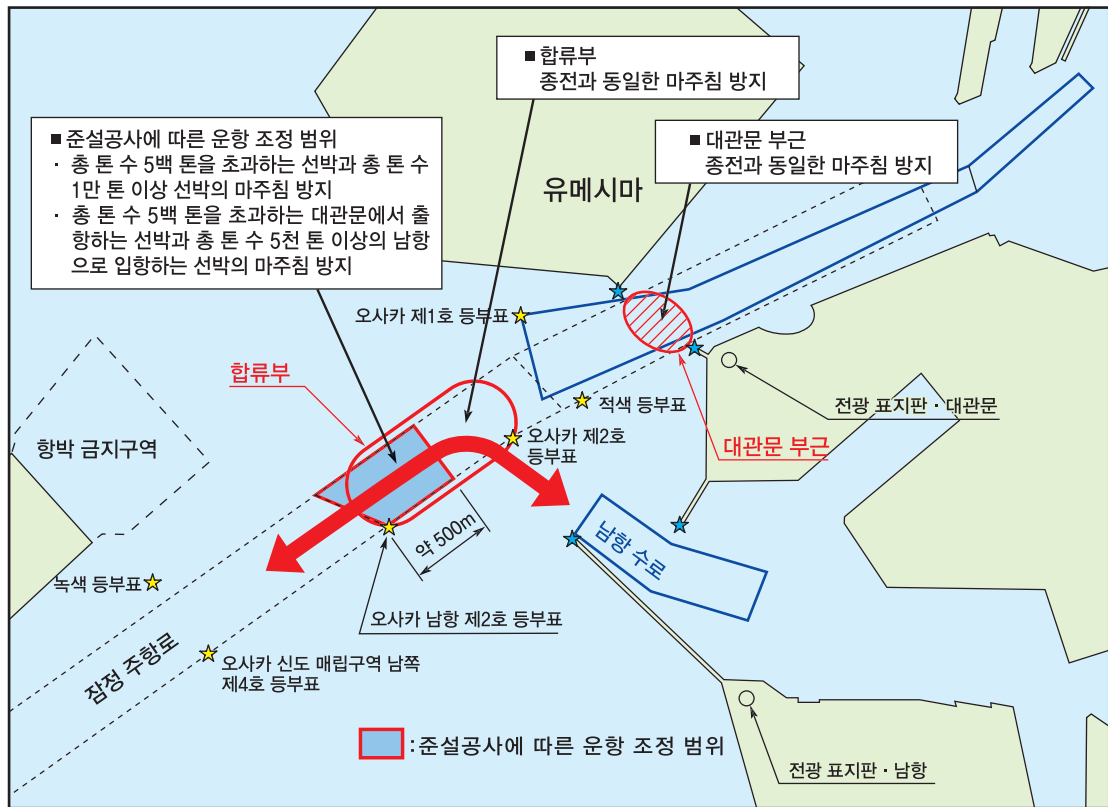 ■ 합류부
종전과 동일한 마주침 방지
■ 준설공사에 따른 운항 조정 범위
· 총 톤 수 5백 톤을 초과하는 선박과 총 톤 수
1만 톤 이상 선박의 마주침 방지
· 총 톤 수 5백 톤을 초과하는 대관문에서 출
항하는 선박과 총 톤 수 5천 톤 이상의 남항
으로 입항하는 선박의 마주침 방지
■ 대관문 부근
종전과 동일한 마주침 방지
유메시마
오사카 제1호 등부표
합류부
적색 등부표
전광 표지판 · 대관문
오사카 제2호
등부표
대관문 부근
항박 금지구역
약 500m
남항 수로
녹색 등부표
오사카 남항 제2호 등부표
잠정 주항로
오사카 신도 매립구역 남쪽
제4호 등부표
:준설공사에 따른 운항 조정 범위
전광 표지판 · 남항